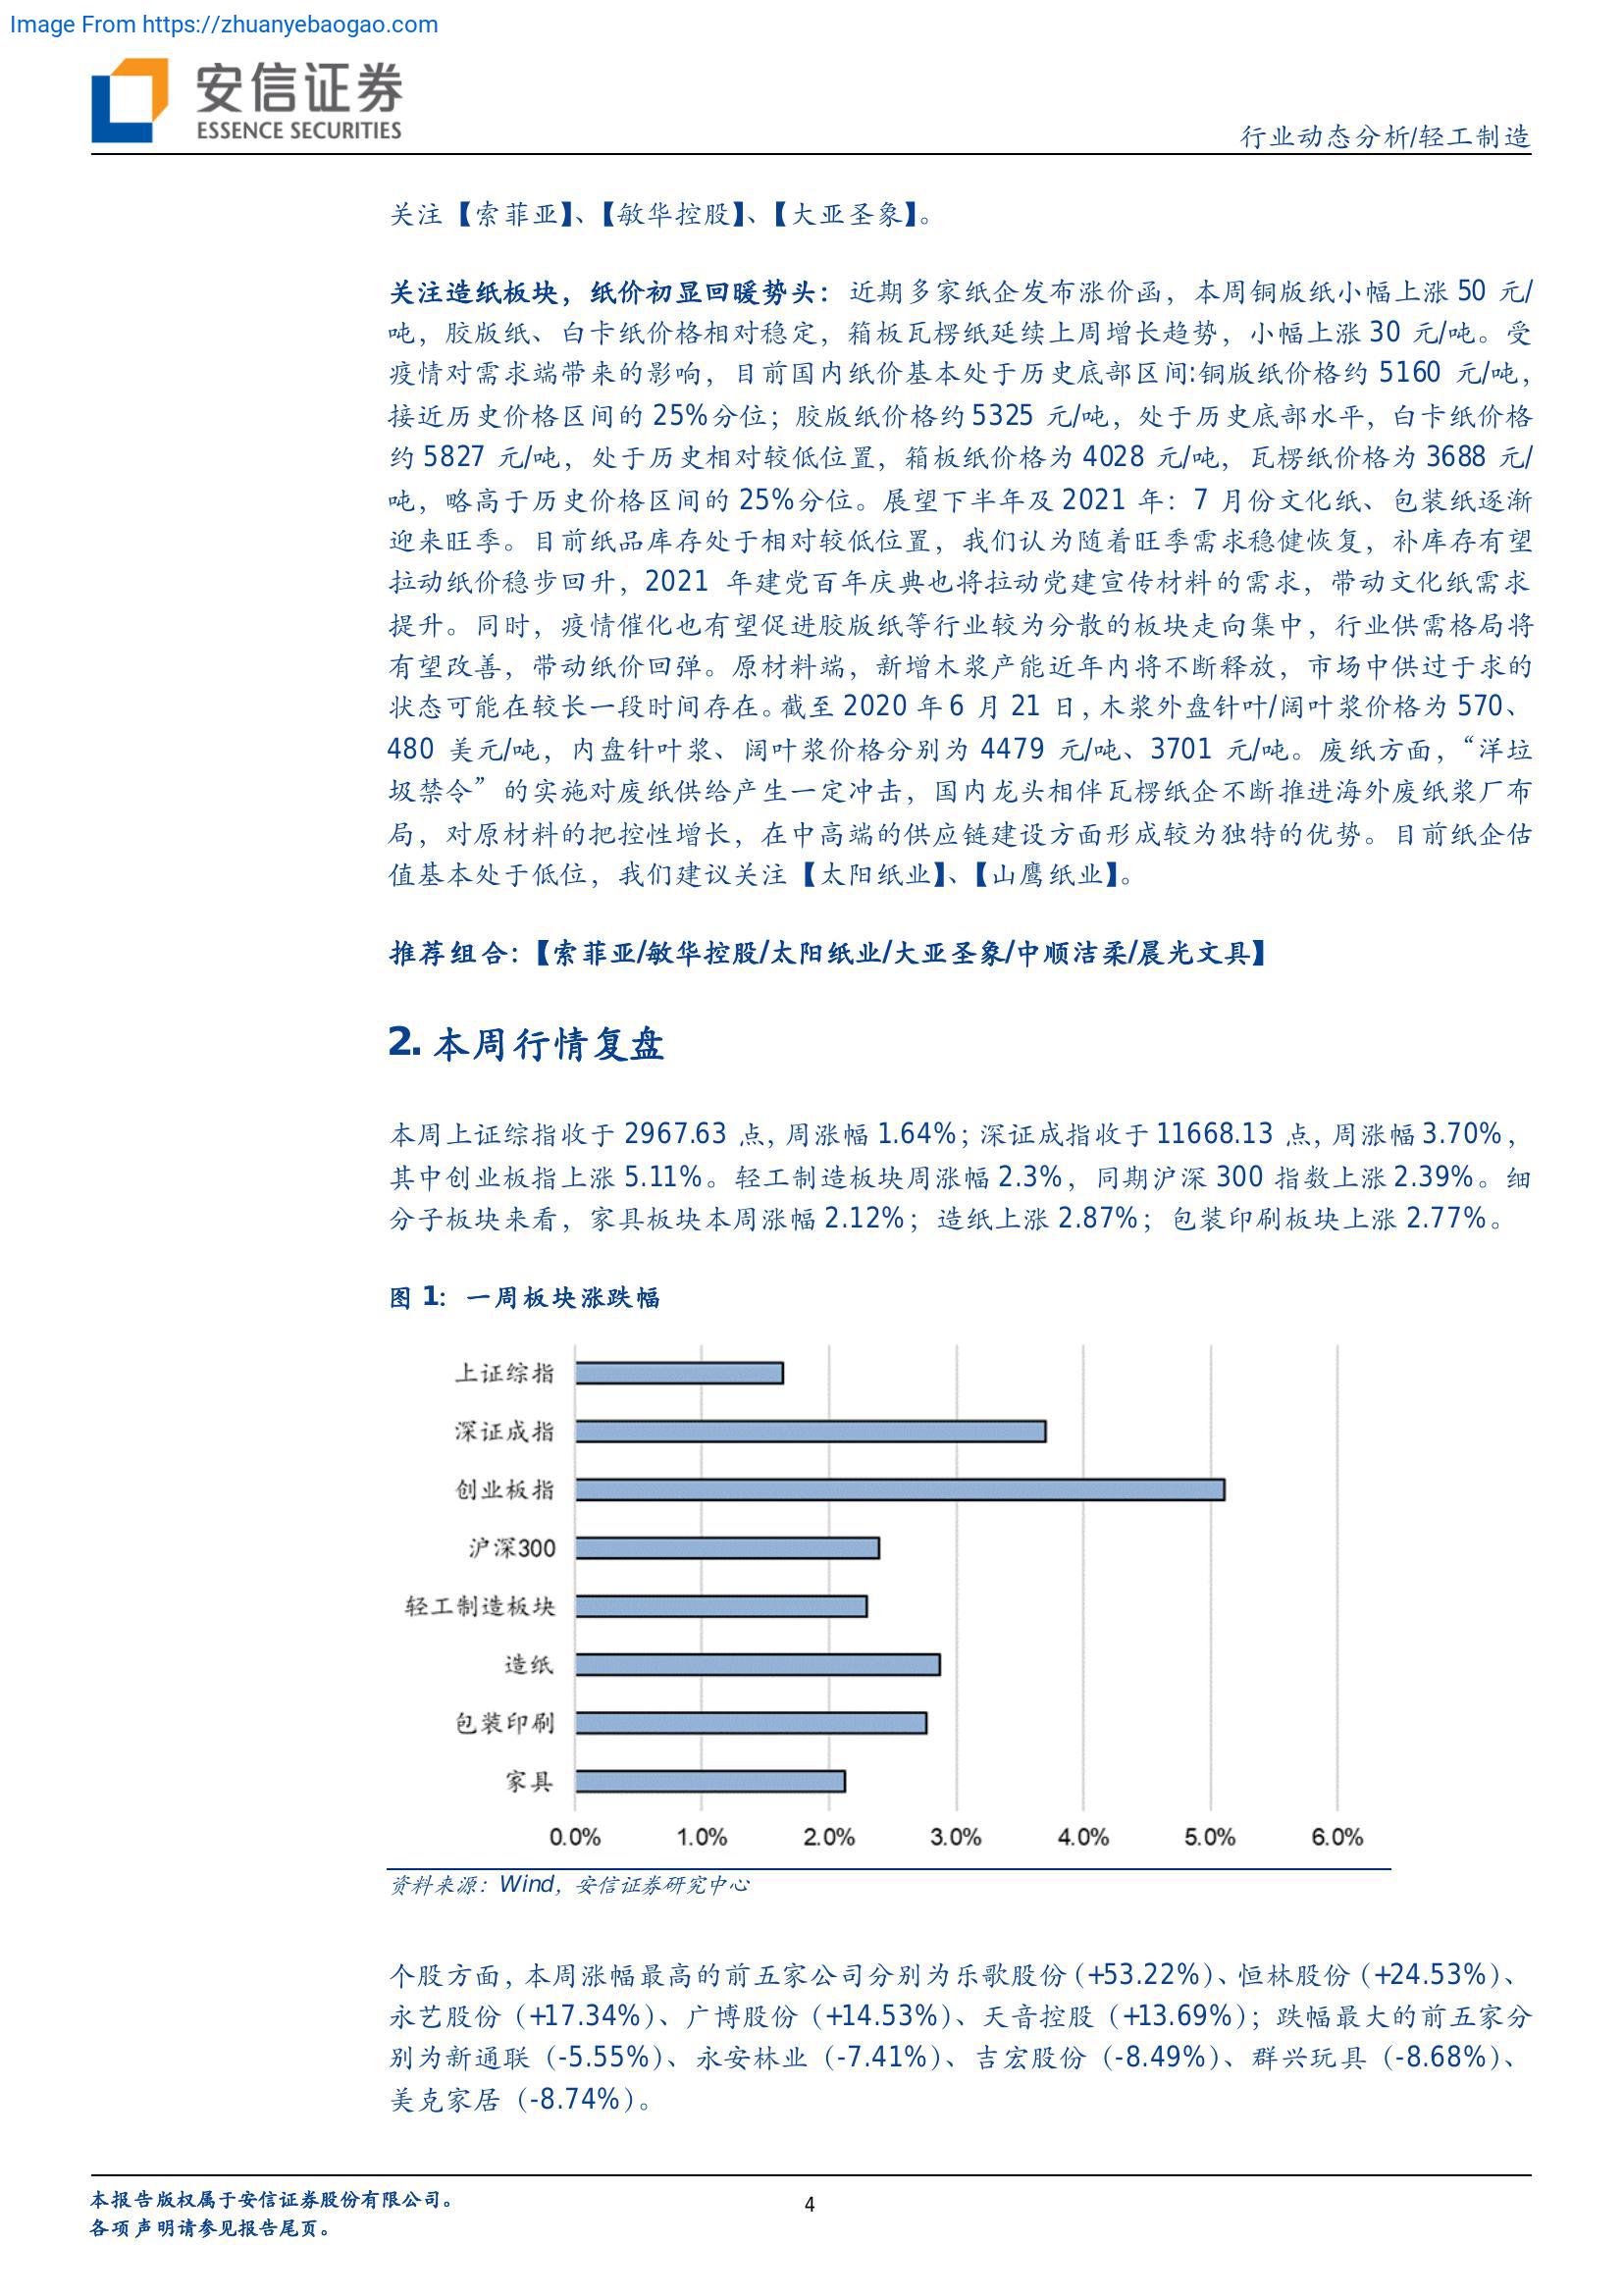 Image From https://zhuanyebaogao.com
安信证券
ESSENCE SECURITIES
行业动态分析/轻工制造
关注【索菲亚】、【敏华控股】、【大亚圣象】。
关注造纸板块，纸价初显回暖势头：近期多家纸企发布涨价函，本周铜版纸小幅上涨 50 元/
吨，胶版纸、白卡纸价格相对稳定，箱板瓦楞纸延续上周增长趋势，小幅上涨 30 元/吨。受
疫情对需求端带来的影响，目前国内纸价基本处于历史底部区间:铜版纸价格约 5160 元/吨，
接近历史价格区间的 25%分位；胶版纸价格约 5325 元/吨，处于历史底部水平，白卡纸价格
约 5827 元/吨，处于历史相对较低位置，箱板纸价格为 4028 元/吨，瓦楞纸价格为 3688 元/
吨，略高于历史价格区间的 25%分位。展望下半年及 2021 年：7 月份文化纸、包装纸逐渐
迎来旺季。目前纸品库存处于相对较低位置，我们认为随着旺季需求稳健恢复，补库存有望
拉动纸价稳步回升，2021 年建党百年庆典也将拉动党建宣传材料的需求，带动文化纸需求
提升。同时，疫情催化也有望促进胶版纸等行业较为分散的板块走向集中，行业供需格局将
有望改善，带动纸价回弹。原材料端，新增木浆产能近年内将不断释放，市场中供过于求的
状态可能在较长一段时间存在。截至 2020 年 6 月 21 日，木浆外盘针叶/阔叶浆价格为 570、
480 美元/吨，内盘针叶浆、阔叶浆价格分别为 4479 元/吨、3701 元/吨。废纸方面，“洋垃
圾禁令”的实施对废纸供给产生一定冲击，国内龙头相伴瓦楞纸企不断推进海外废纸浆厂布
局，对原材料的把控性增长，在中高端的供应链建设方面形成较为独特的优势。目前纸企估
值基本处于低位，我们建议关注【太阳纸业】、【山鹰纸业】。
推荐组合：【索菲亚/敏华控股/太阳纸业/大亚圣象/中顺洁柔/晨光文具】
2. 本周行情复盘
本周上证综指收于 2967.63 点，周涨幅 1.64%；深证成指收于 11668.13 点，周涨幅 3.70%，
其中创业板指上涨 5.11%。轻工制造板块周涨幅 2.3%，同期沪深 300 指数上涨 2.39%。细
分子板块来看，家具板块本周涨幅 2.12%；造纸上涨 2.87%；包装印刷板块上涨 2.77%。
图 1：一周板块涨跌幅
上证综指
深证成指
创业板指
沪深300
轻工制造板块
造纸
包装印刷
家具
0.0% 1.0% 2.0% 3.0% 4.0% 5.0% 6.0%
资料来源：Wind，安信证券研究中心
个股方面，本周涨幅最高的前五家公司分别为乐歌股份（+53.22%）、恒林股份（+24.53%）、
永艺股份（+17.34%）、广博股份（+14.53%）、天音控股（+13.69%）；跌幅最大的前五家分
别为新通联（-5.55%）、永安林业（-7.41%）、吉宏股份（-8.49%）、群兴玩具（-8.68%）、
美克家居（-8.74%）。
本报告版权属于安信证券股份有限公司。
4
各项声明请参见报告尾页。